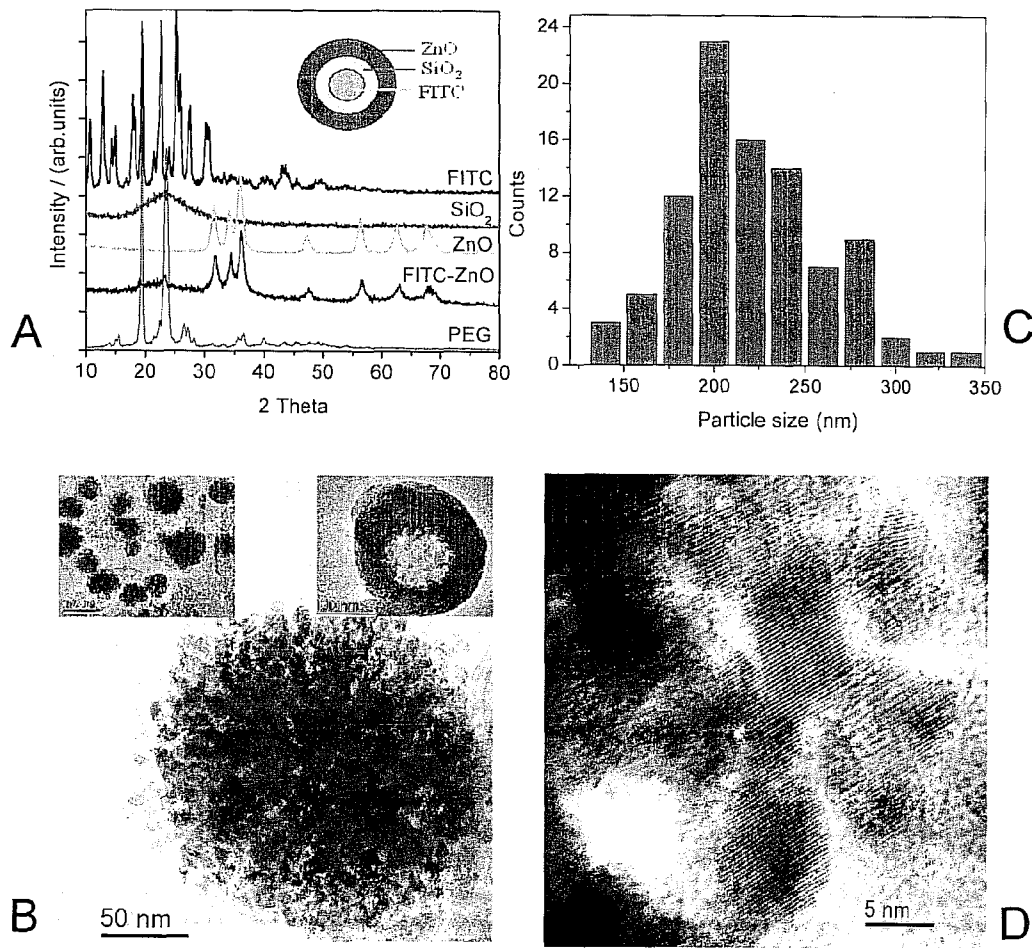 A
Intensity / (arb.units)
ZnO
SiO₂
FITC
FITC
SiO₂
ZnO
FITC-ZnO
PEG
10 20 30 40 50 60 70 80
2 Theta
C
Counts
24
20
16
12
8
4
0
150 200 250 300 350
Particle size (nm)
B
50 nm
D
5 nm